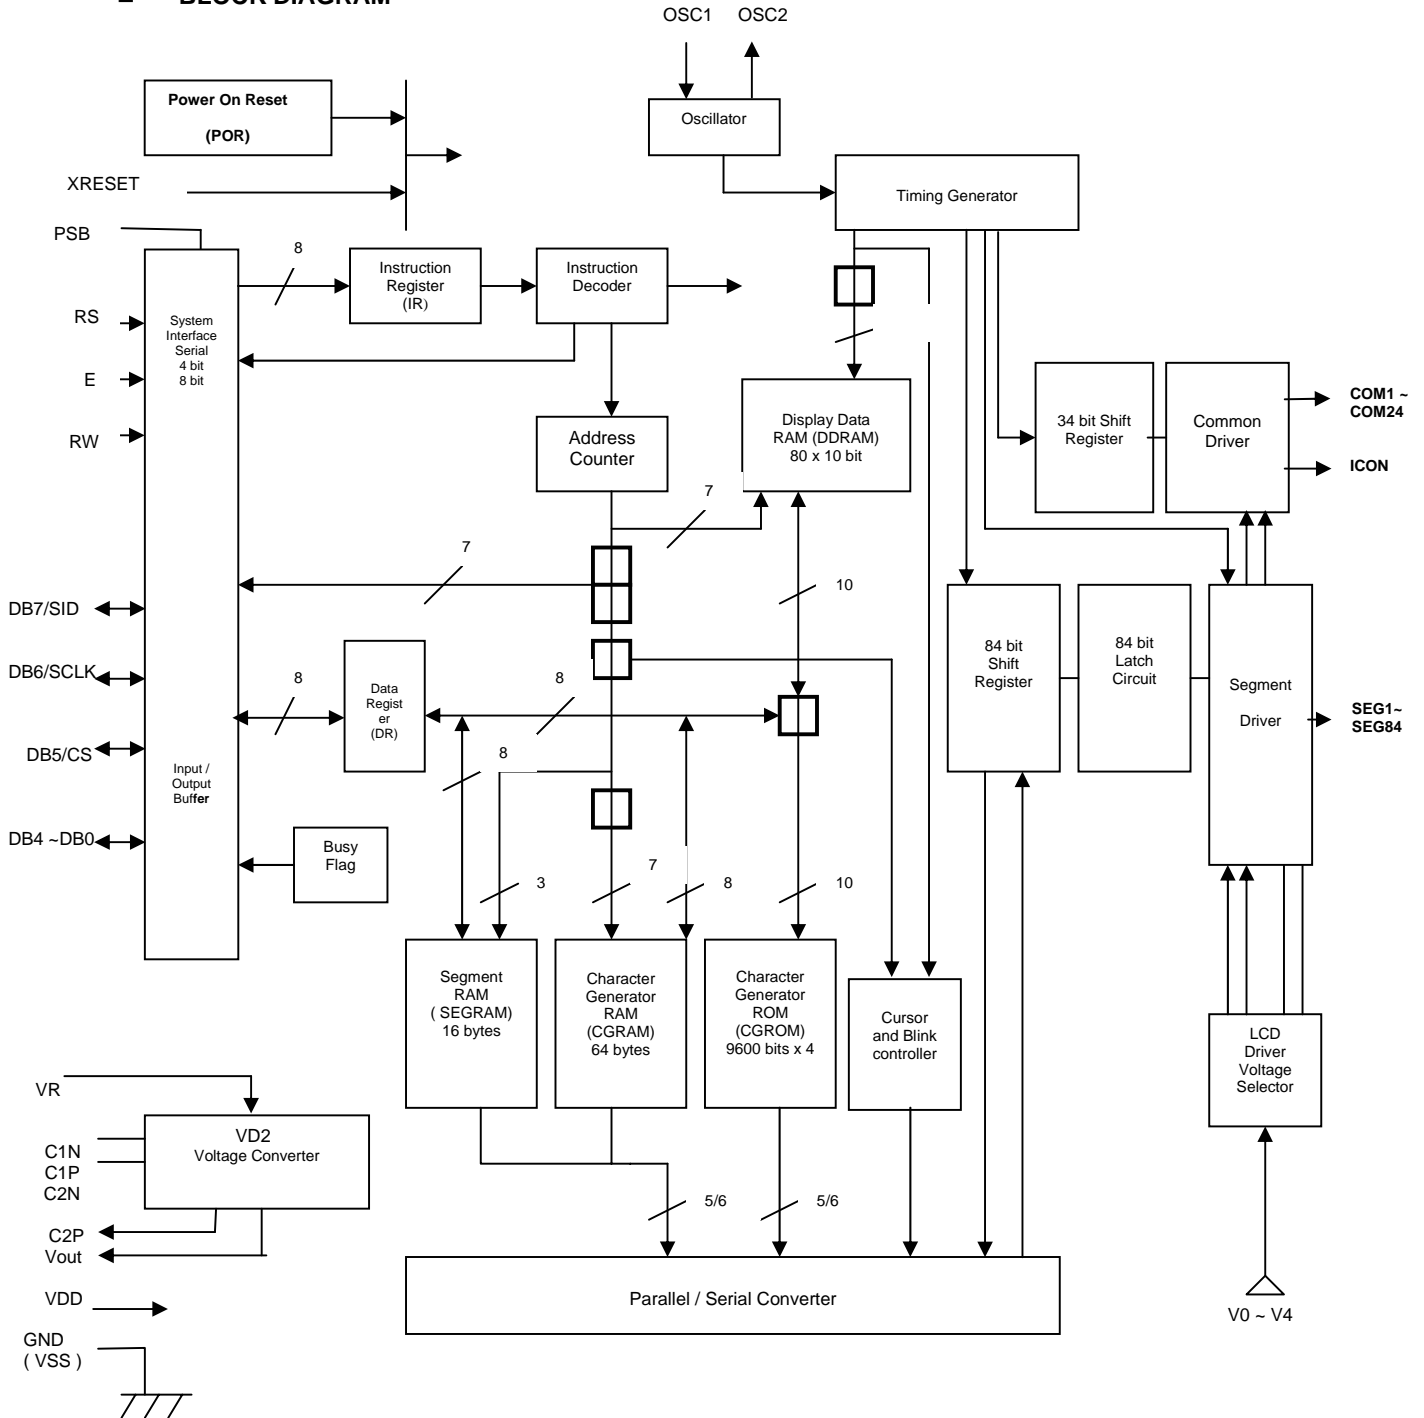 BLOCK DIAGRAM
OSC1
OSC2
Power On Reset
(POR)
Oscillator
XRESET
Timing Generator
PSB
8
Instruction
Register
(IR)
Instruction
Decoder
RS
System
Interface
Serial
4 bit
8 bit
E
RW
Address
Counter
Display Data
RAM (DDRAM)
80 x 10 bit
34 bit Shift
Register
Common
Driver
COM1 ~
COM24
ICON
7
7
10
DB7/SID
DB6/SCLK
DB5/CS
DB4 ~DB0
8
Data
Regist
er
(DR)
8
8
84 bit
Shift
Register
84 bit
Latch
Circuit
Segment
Driver
SEG1~
SEG84
Input /
Output
Buffer
Busy
Flag
3
7
8
10
Segment
RAM
( SEGRAM)
16 bytes
Character
Generator
RAM
(CGRAM)
64 bytes
Character
Generator
ROM
(CGROM)
9600 bits x 4
Cursor
and Blink
controller
LCD
Driver
Voltage
Selector
VR
VD2
Voltage Converter
C1N
C1P
C2N
C2P
Vout
5/6
5/6
VDD
Parallel / Serial Converter
V0 ~ V4
GND
( VSS )